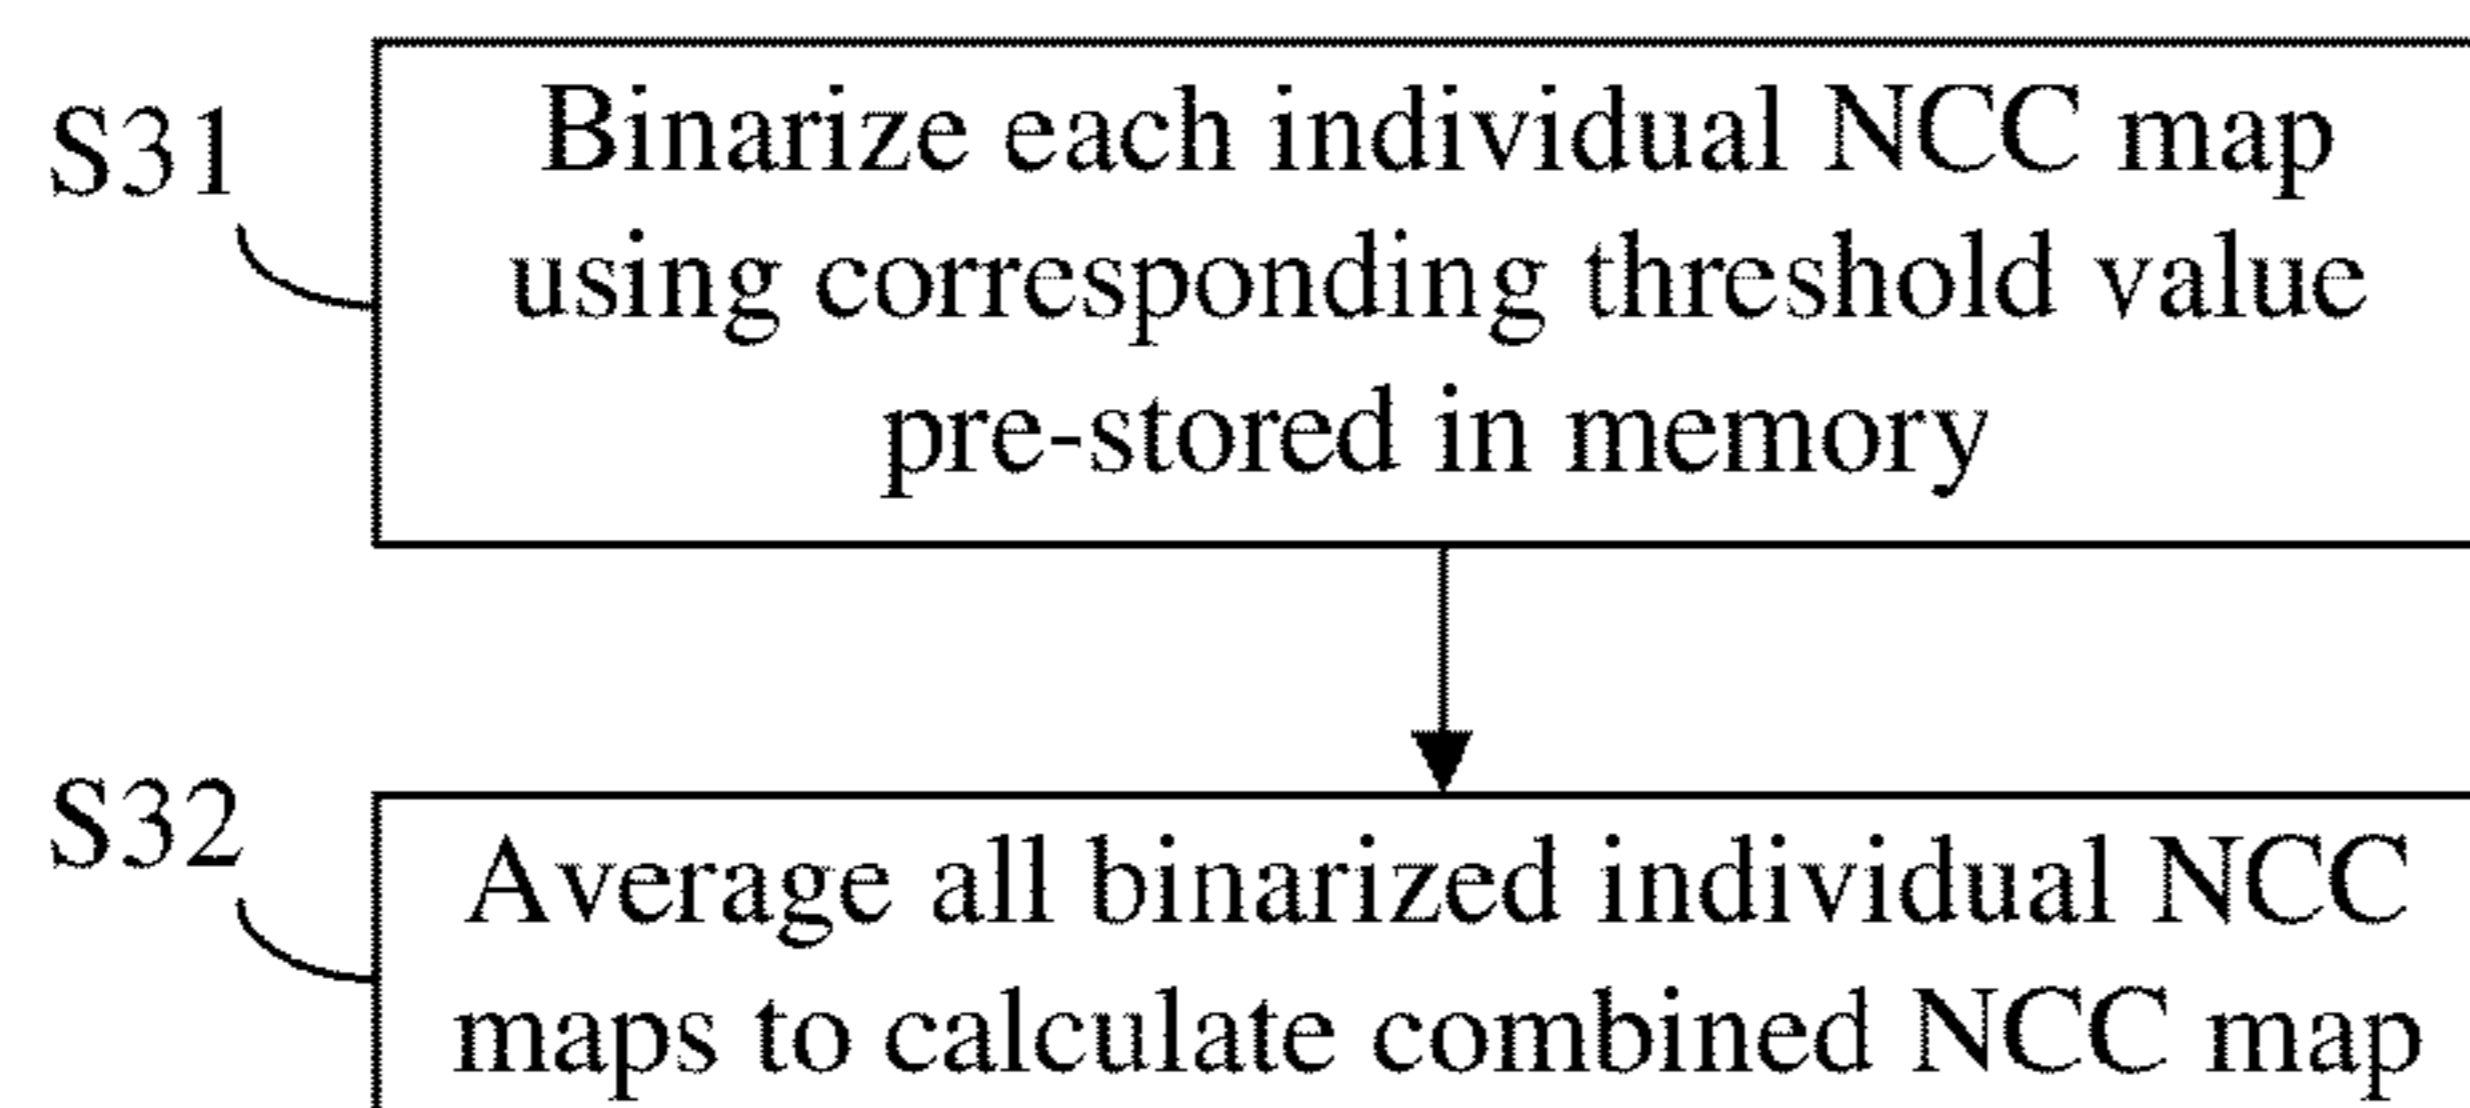 S31
Binarize each individual NCC map
using corresponding threshold value
pre-stored in memory
S32
Average all binarized individual NCC
maps to calculate combined NCC map